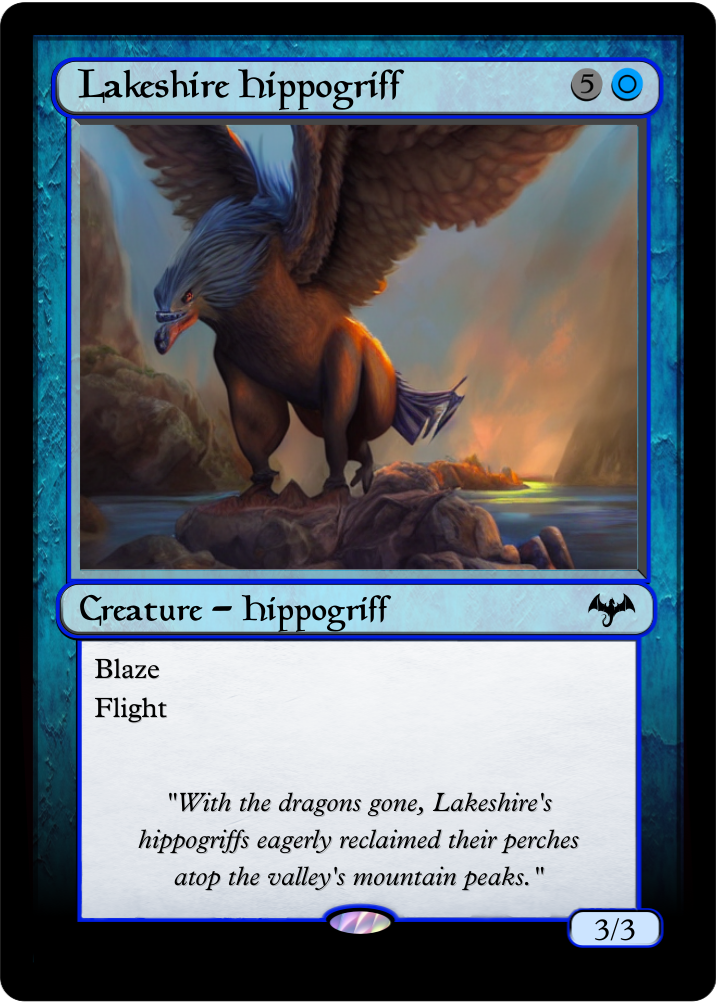 Lakeshire Hippogriff 5
Creature – Hippogriff
Blaze
Flight
"With the dragons gone, Lakeshire's
hippogriffs eagerly reclaimed their perches
atop the valley's mountain peaks."
3/3